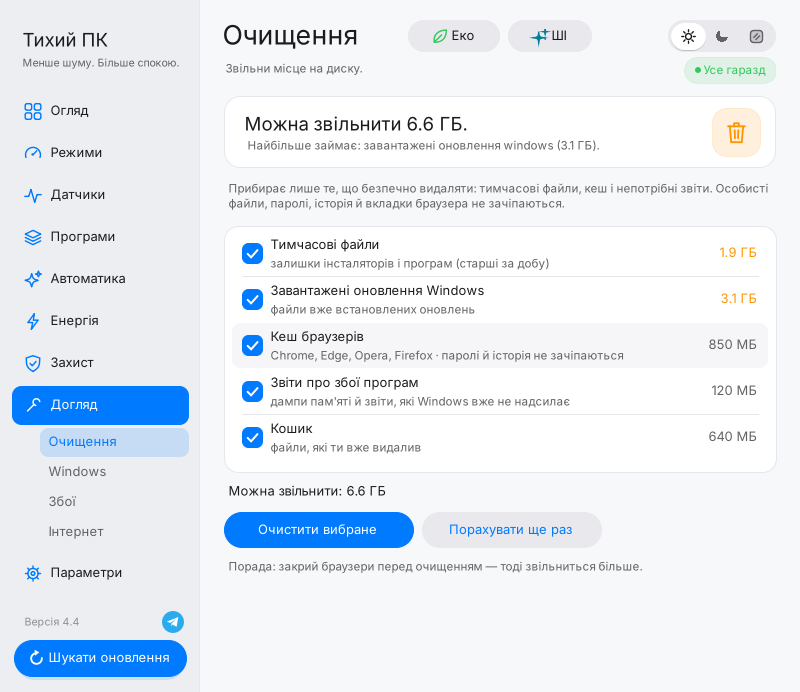 Тихий ПК
Менше шуму. Більше спокою.
Огляд
Режими
Датчики
Програми
Автоматика
Енергія
Захист
Догляд
Очищення
Windows
Збої
Інтернет
Параметри
Версія 4.4
Шукати оновлення
Очищення
Еко
ШІ
Звільни місце на диску.
Усе гаразд
Можна звільнити 6.6 ГБ.
Найбільше займає: завантажені оновлення windows (3.1 ГБ).
Прибирає лише те, що безпечно видаляти: тимчасові файли, кеш і непотрібні звіти. Особисті
файли, паролі, історія й вкладки браузера не зачіпаються.
Тимчасові файли
залишки інсталяторів і програм (старші за добу)
1.9 ГБ
Завантажені оновлення Windows
файли вже встановлених оновлень
3.1 ГБ
Кеш браузерів
Chrome, Edge, Opera, Firefox · паролі й історія не зачіпаються
850 МБ
Звіти про збої програм
дампи пам'яті й звіти, які Windows вже не надсилає
120 МБ
Кошик
файли, які ти вже видалив
640 МБ
Можна звільнити: 6.6 ГБ
Очистити вибране
Порахувати ще раз
Порада: закрий браузери перед очищенням — тоді звільниться більше.